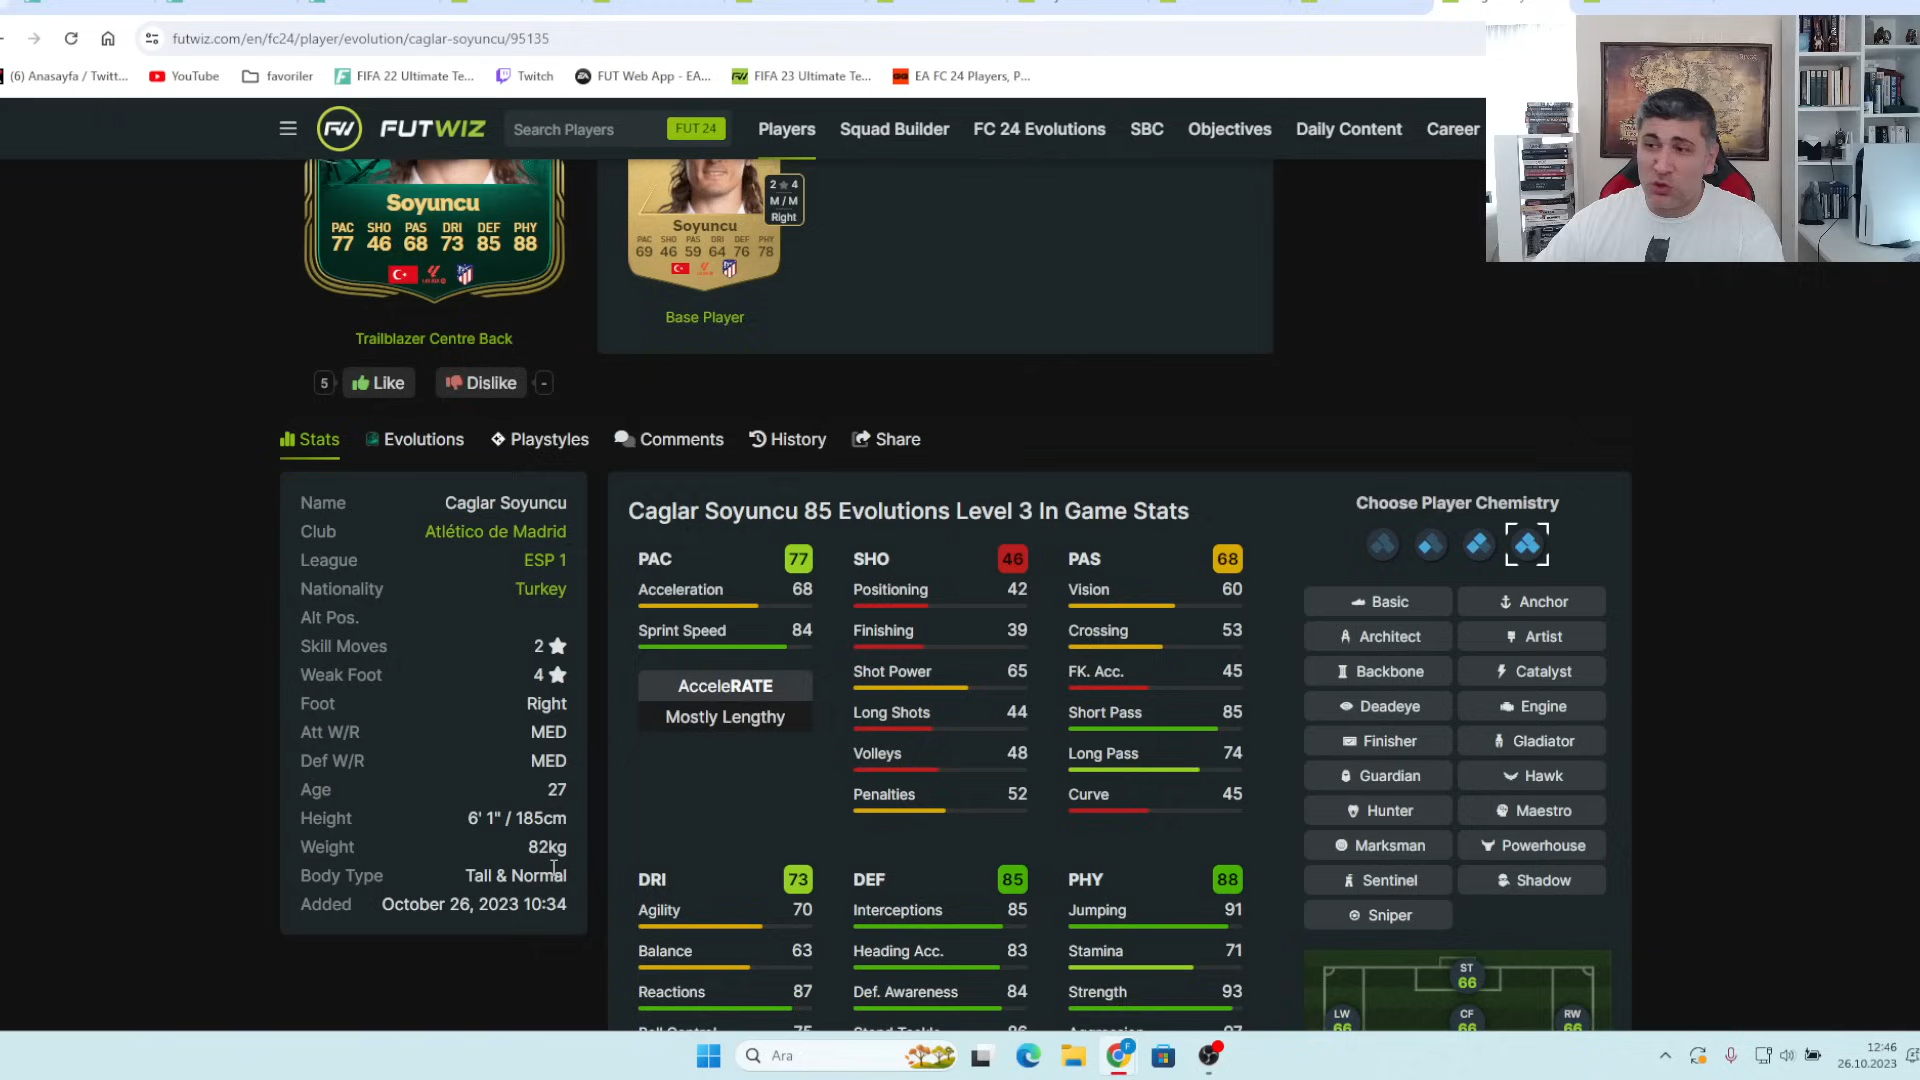 futwiz.com/en/fc24/player/evolution/caglar-soyuncu/95135
(6) Anasayfa / Twitt... YouTube favoriler FIFA 22 Ultimate Te... Twitch FUT Web App - EA... FIFA 23 Ultimate Te... EA FC 24 Players, P...
FW FUTWIZ Search Players FUT 24 Players Squad Builder FC 24 Evolutions SBC Objectives Daily Content Career
Soyuncu
PAC SHO PAS DRI DEF PHY
77 46 68 73 85 88
2★4
M / M
Right
Soyuncu
PAC SHO PAS DRI DEF PHY
69 46 59 64 76 78
Base Player
Trailblazer Centre Back
5 Like Dislike -
Stats Evolutions Playstyles Comments History Share
Name Caglar Soyuncu
Club Atlético de Madrid
League ESP 1
Nationality Turkey
Alt Pos.
Skill Moves 2
Weak Foot 4
Foot Right
Att W/R MED
Def W/R MED
Age 27
Height 6' 1" / 185cm
Weight 82kg
Body Type Tall & Normal
Added October 26, 2023 10:34
Caglar Soyuncu 85 Evolutions Level 3 In Game Stats
PAC 77
Acceleration 68
Sprint Speed 84
AcceleRATE
Mostly Lengthy
SHO 46
Positioning 42
Finishing 39
Shot Power 65
Long Shots 44
Volleys 48
Penalties 52
PAS 68
Vision 60
Crossing 53
FK. Acc. 45
Short Pass 85
Long Pass 74
Curve 45
DRI 73
Agility 70
Balance 63
Reactions 87
DEF 85
Interceptions 85
Heading Acc. 83
Def. Awareness 84
PHY 88
Jumping 91
Stamina 71
Strength 93
Choose Player Chemistry
Basic Anchor
Architect Artist
Backbone Catalyst
Deadeye Engine
Finisher Gladiator
Guardian Hawk
Hunter Maestro
Marksman Powerhouse
Sentinel Shadow
Sniper
ST
66
LW CF RW
66 66 66
Ara
12:46
26.10.2023